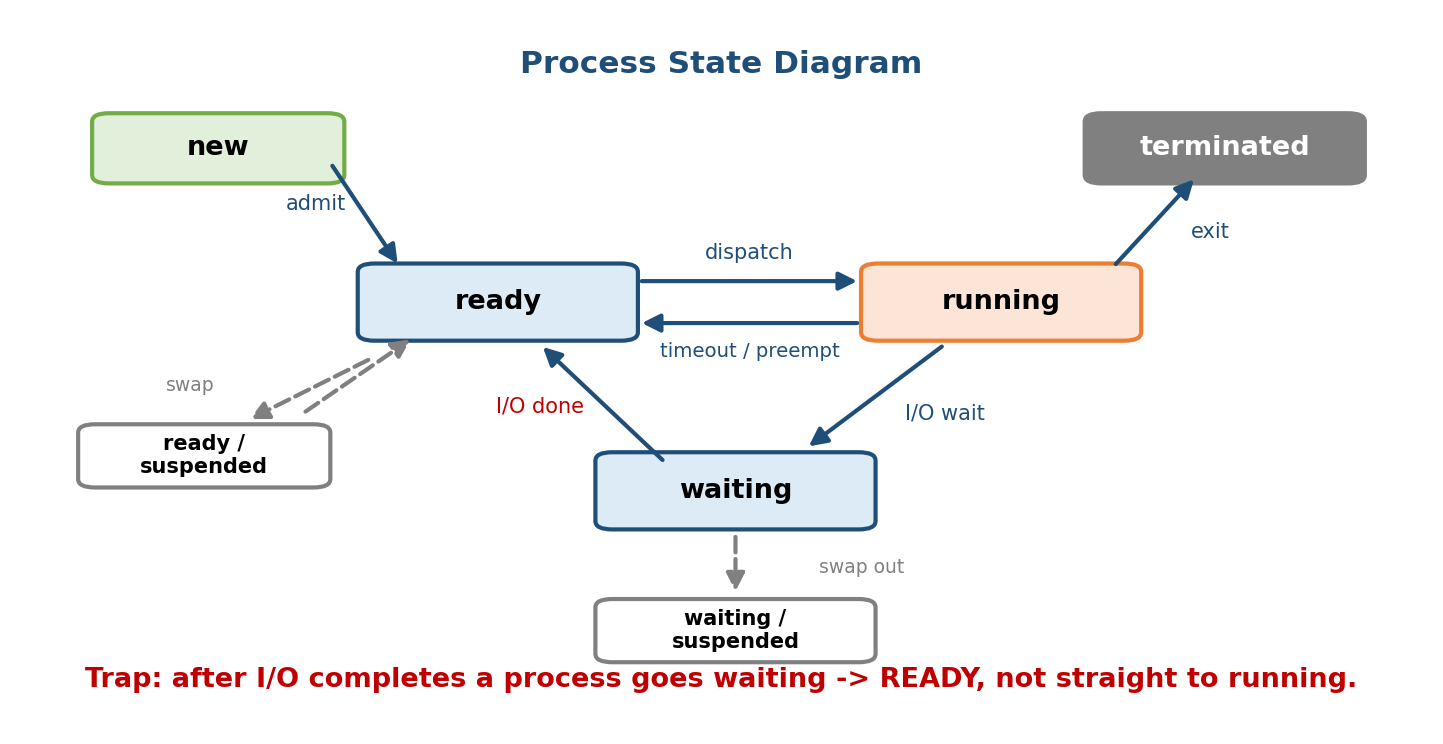 Process State Diagram
new
terminated
admit
exit
dispatch
ready
running
timeout / preempt
swap
I/O done
I/O wait
ready /
suspended
waiting
swap out
waiting /
suspended
Trap: after I/O completes a process goes waiting -> READY, not straight to running.